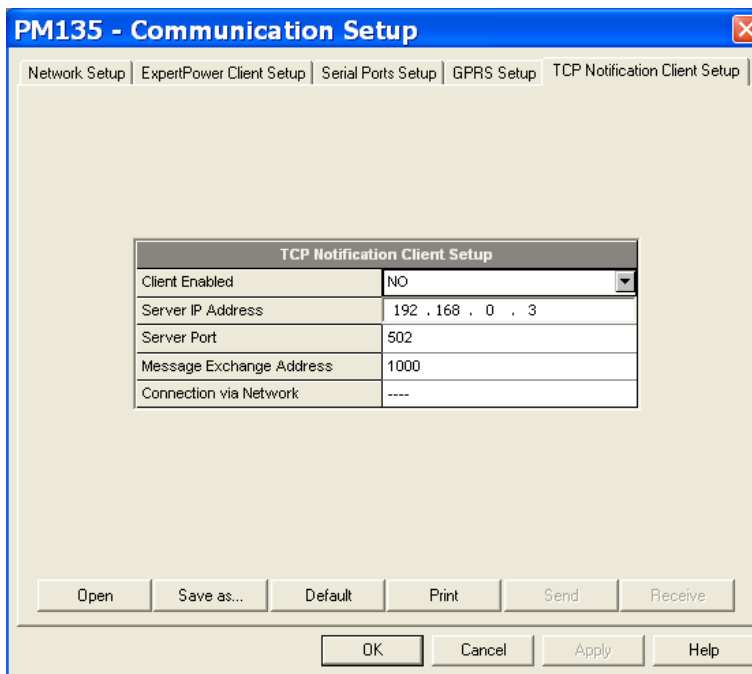 PM135 - Communication Setup
Network Setup ExpertPower Client Setup Serial Ports Setup GPRS Setup TCP Notification Client Setup
TCP Notification Client Setup
Client Enabled NO
Server IP Address 192 . 168 . 0 . 3
Server Port 502
Message Exchange Address 1000
Connection via Network ----
Open Save as... Default Print Send Receive
OK Cancel Apply Help